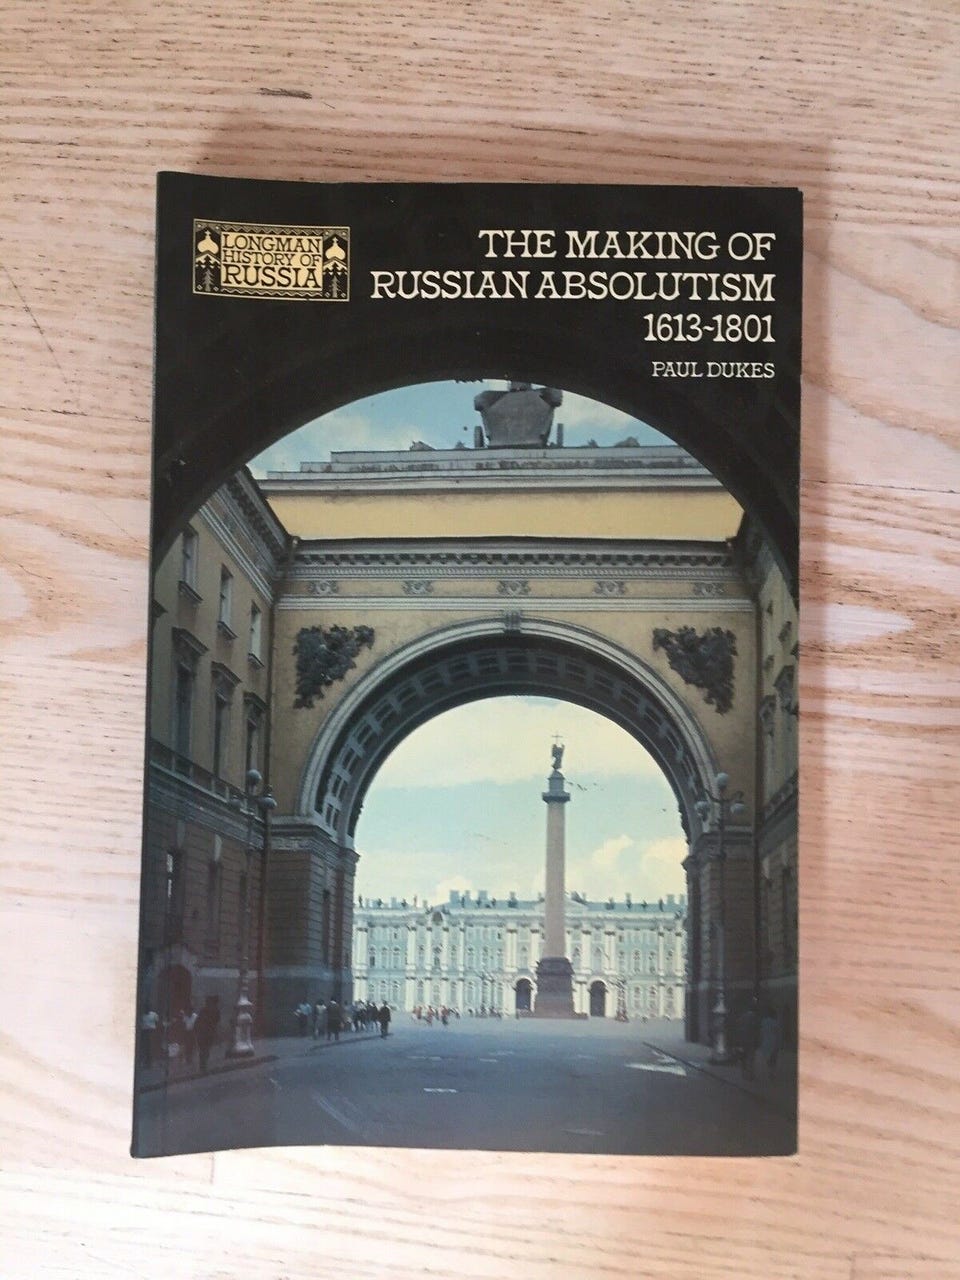 LONGMAN
HISTORY OF
RUSSIA
THE MAKING OF
RUSSIAN ABSOLUTISM
1613~1801
PAUL DUKES